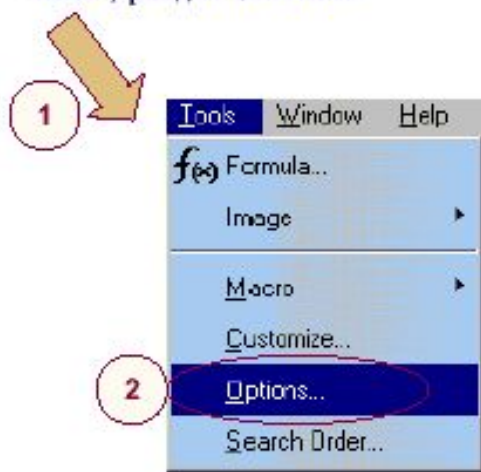 1
Tools Window Help
f(x) Formula...
Image
Macro
Customize...
2
Options...
Search Order...